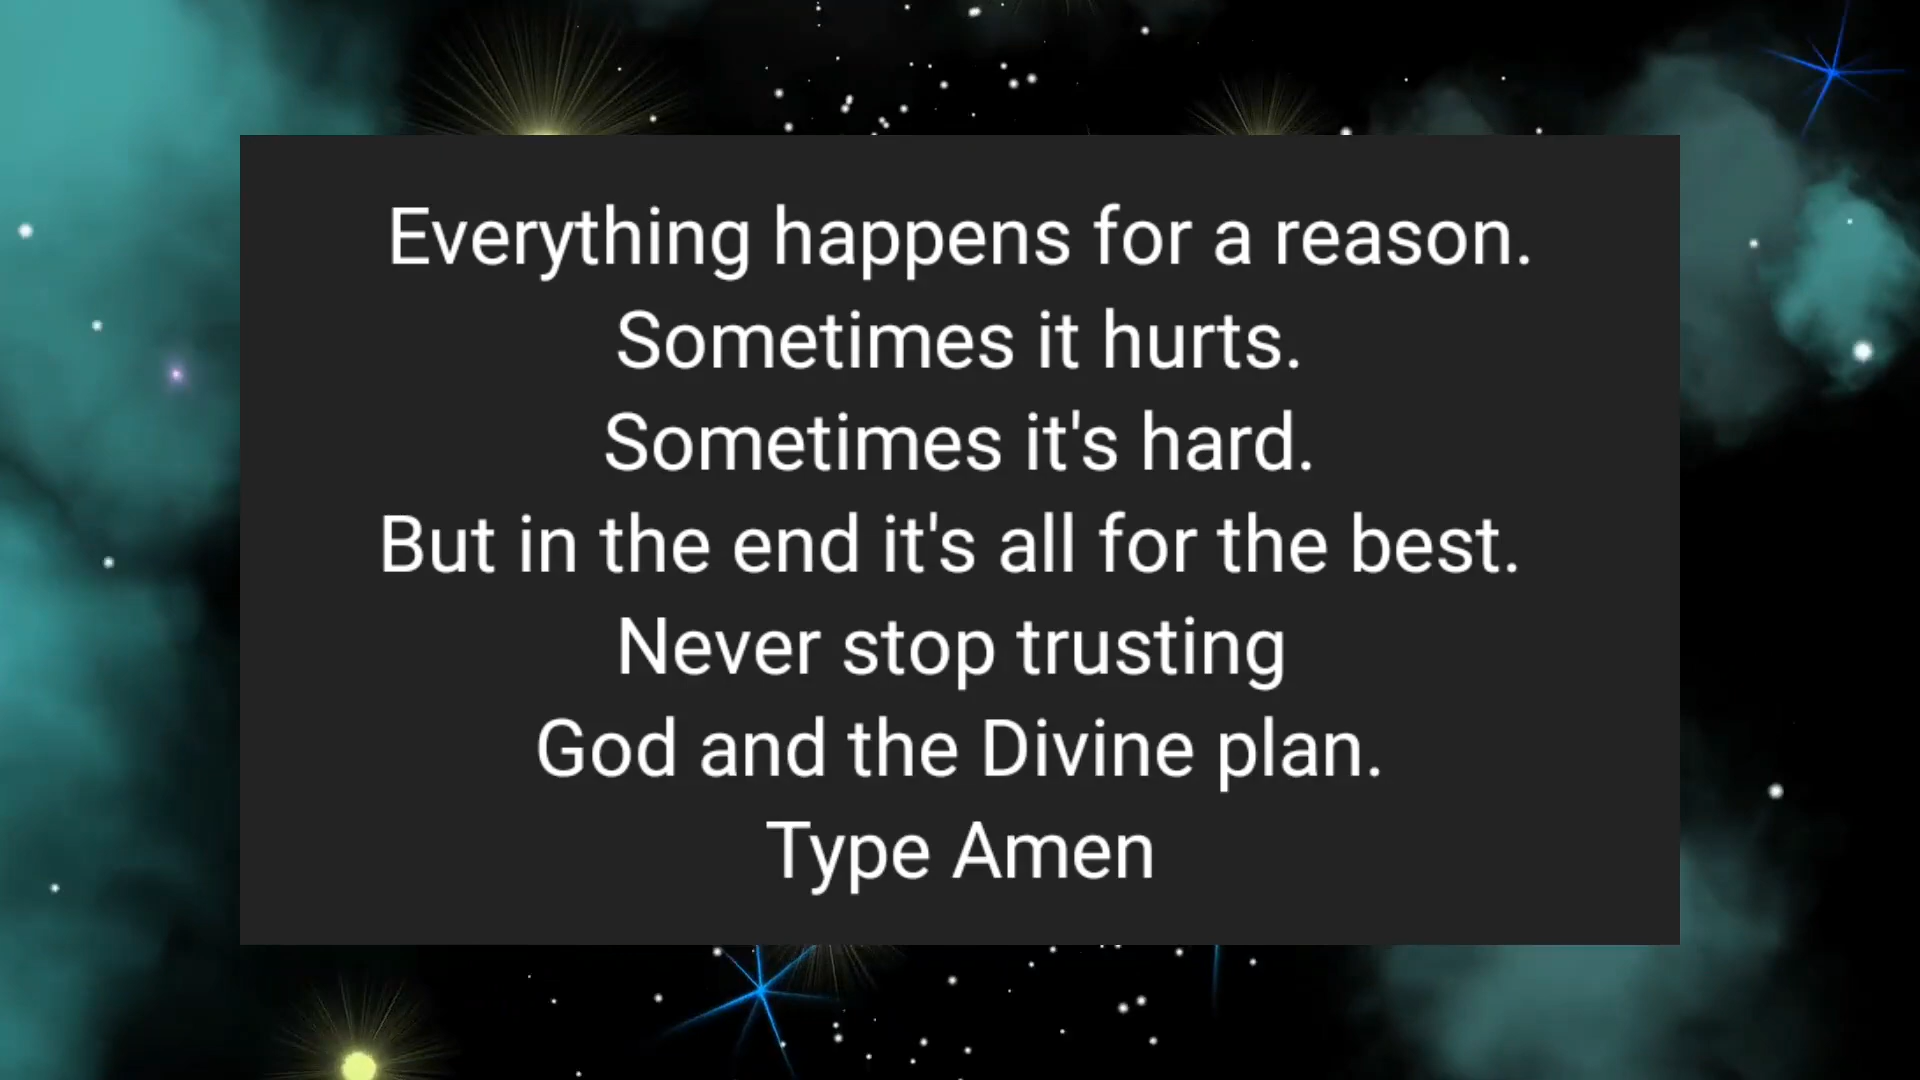 Everything happens for a reason.
Sometimes it hurts.
Sometimes it's hard.
But in the end it's all for the best.
Never stop trusting
God and the Divine plan.
Type Amen